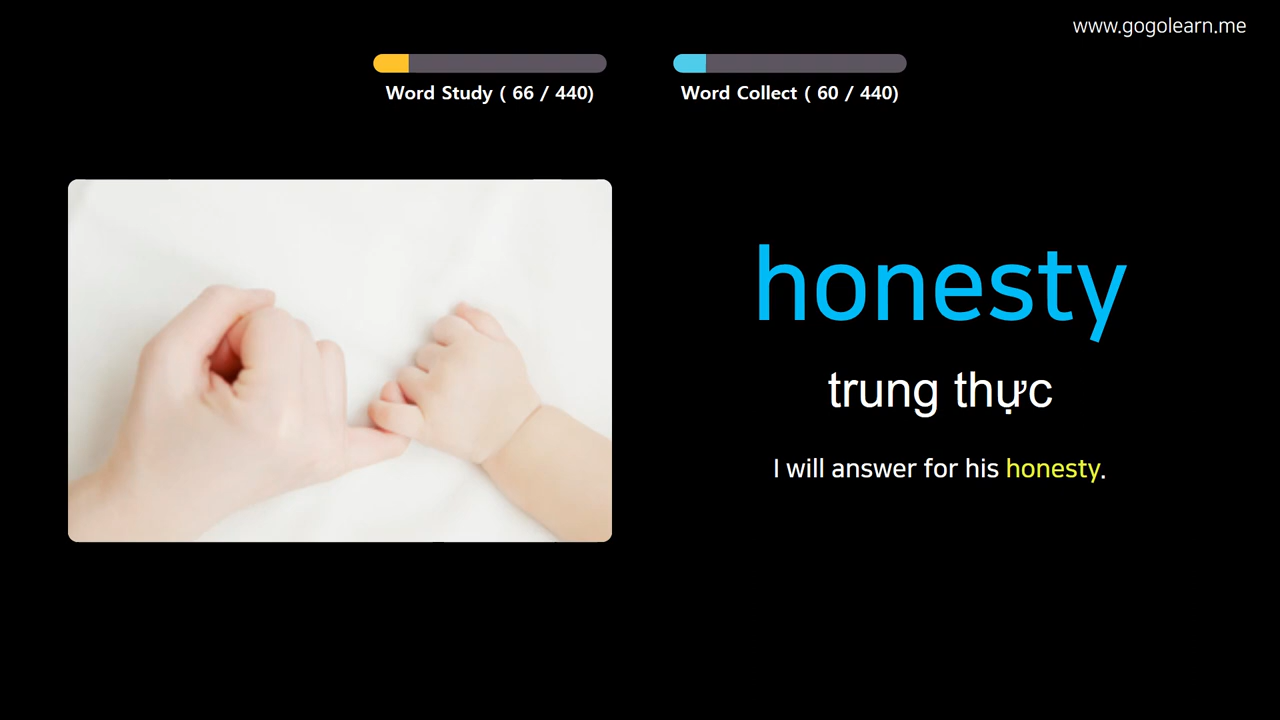 www.gogolearn.me
Word Study ( 66 / 440)
Word Collect ( 60 / 440)
honesty
trung thực
I will answer for his honesty.